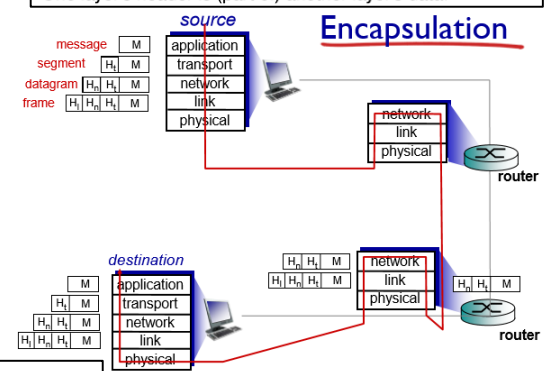 source
Encapsulation
message M application
segment Ht M transport
datagram Hn Ht M network
frame Hl Hn Ht M link
physical
network
link
physical
router
destination
Hn Ht M network
Hl Hn Ht M link Hn Ht M
physical
router
M application
Ht M transport
Hn Ht M network
Hl Hn Ht M link
physical